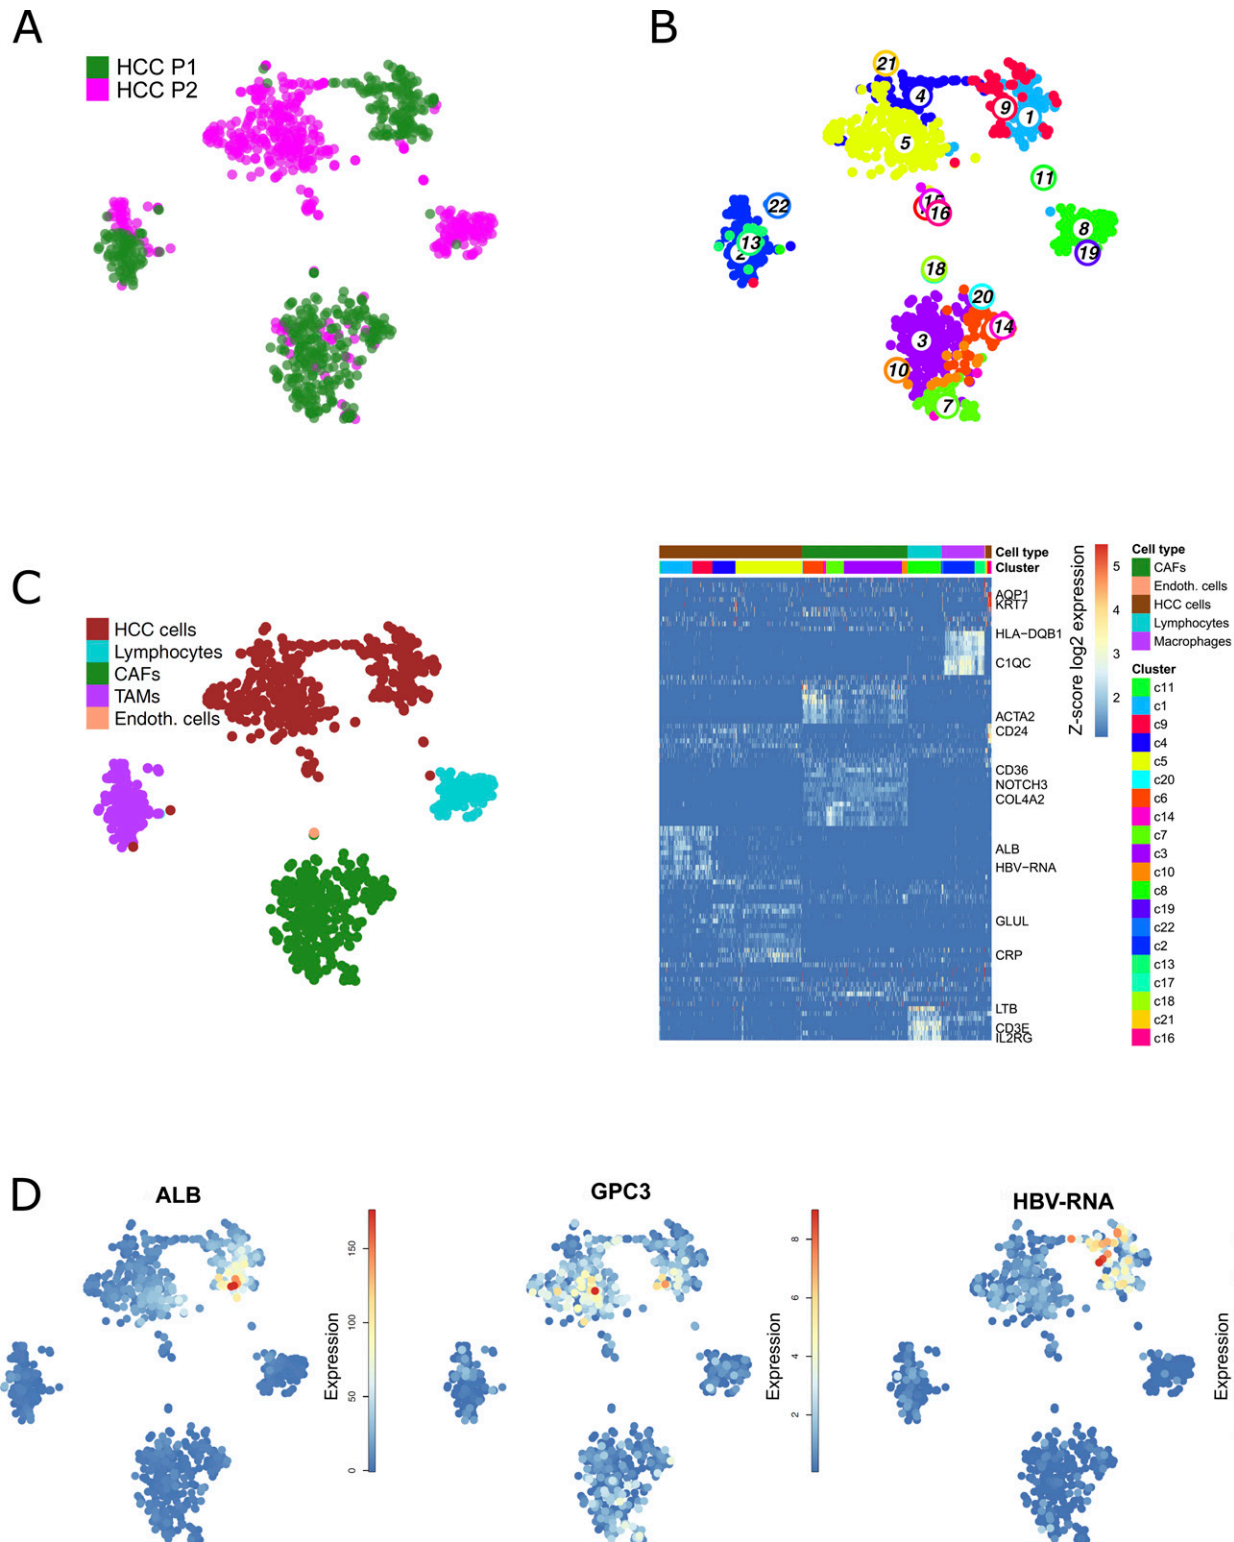 A
HCC P1
HCC P2
B
21
4
9
1
5
11
22
13
2
15
16
8
19
18
20
14
3
10
7
C
HCC cells
Lymphocytes
CAFs
TAMs
Endoth. cells
Cell type
Cluster
AQP1
KRT7
HLA−DQB1
C1QC
ACTA2
CD24
CD36
NOTCH3
COL4A2
ALB
HBV−RNA
GLUL
CRP
LTB
CD3E
IL2RG
Z-score log2 expression
5
4
3
2
Cell type
CAFs
Endoth. cells
HCC cells
Lymphocytes
Macrophages
Cluster
c11
c1
c9
c4
c5
c20
c6
c14
c7
c3
c10
c8
c19
c22
c2
c13
c17
c18
c21
c16
D
ALB
Expression
150
100
50
0
GPC3
Expression
8
6
4
2
HBV-RNA
Expression